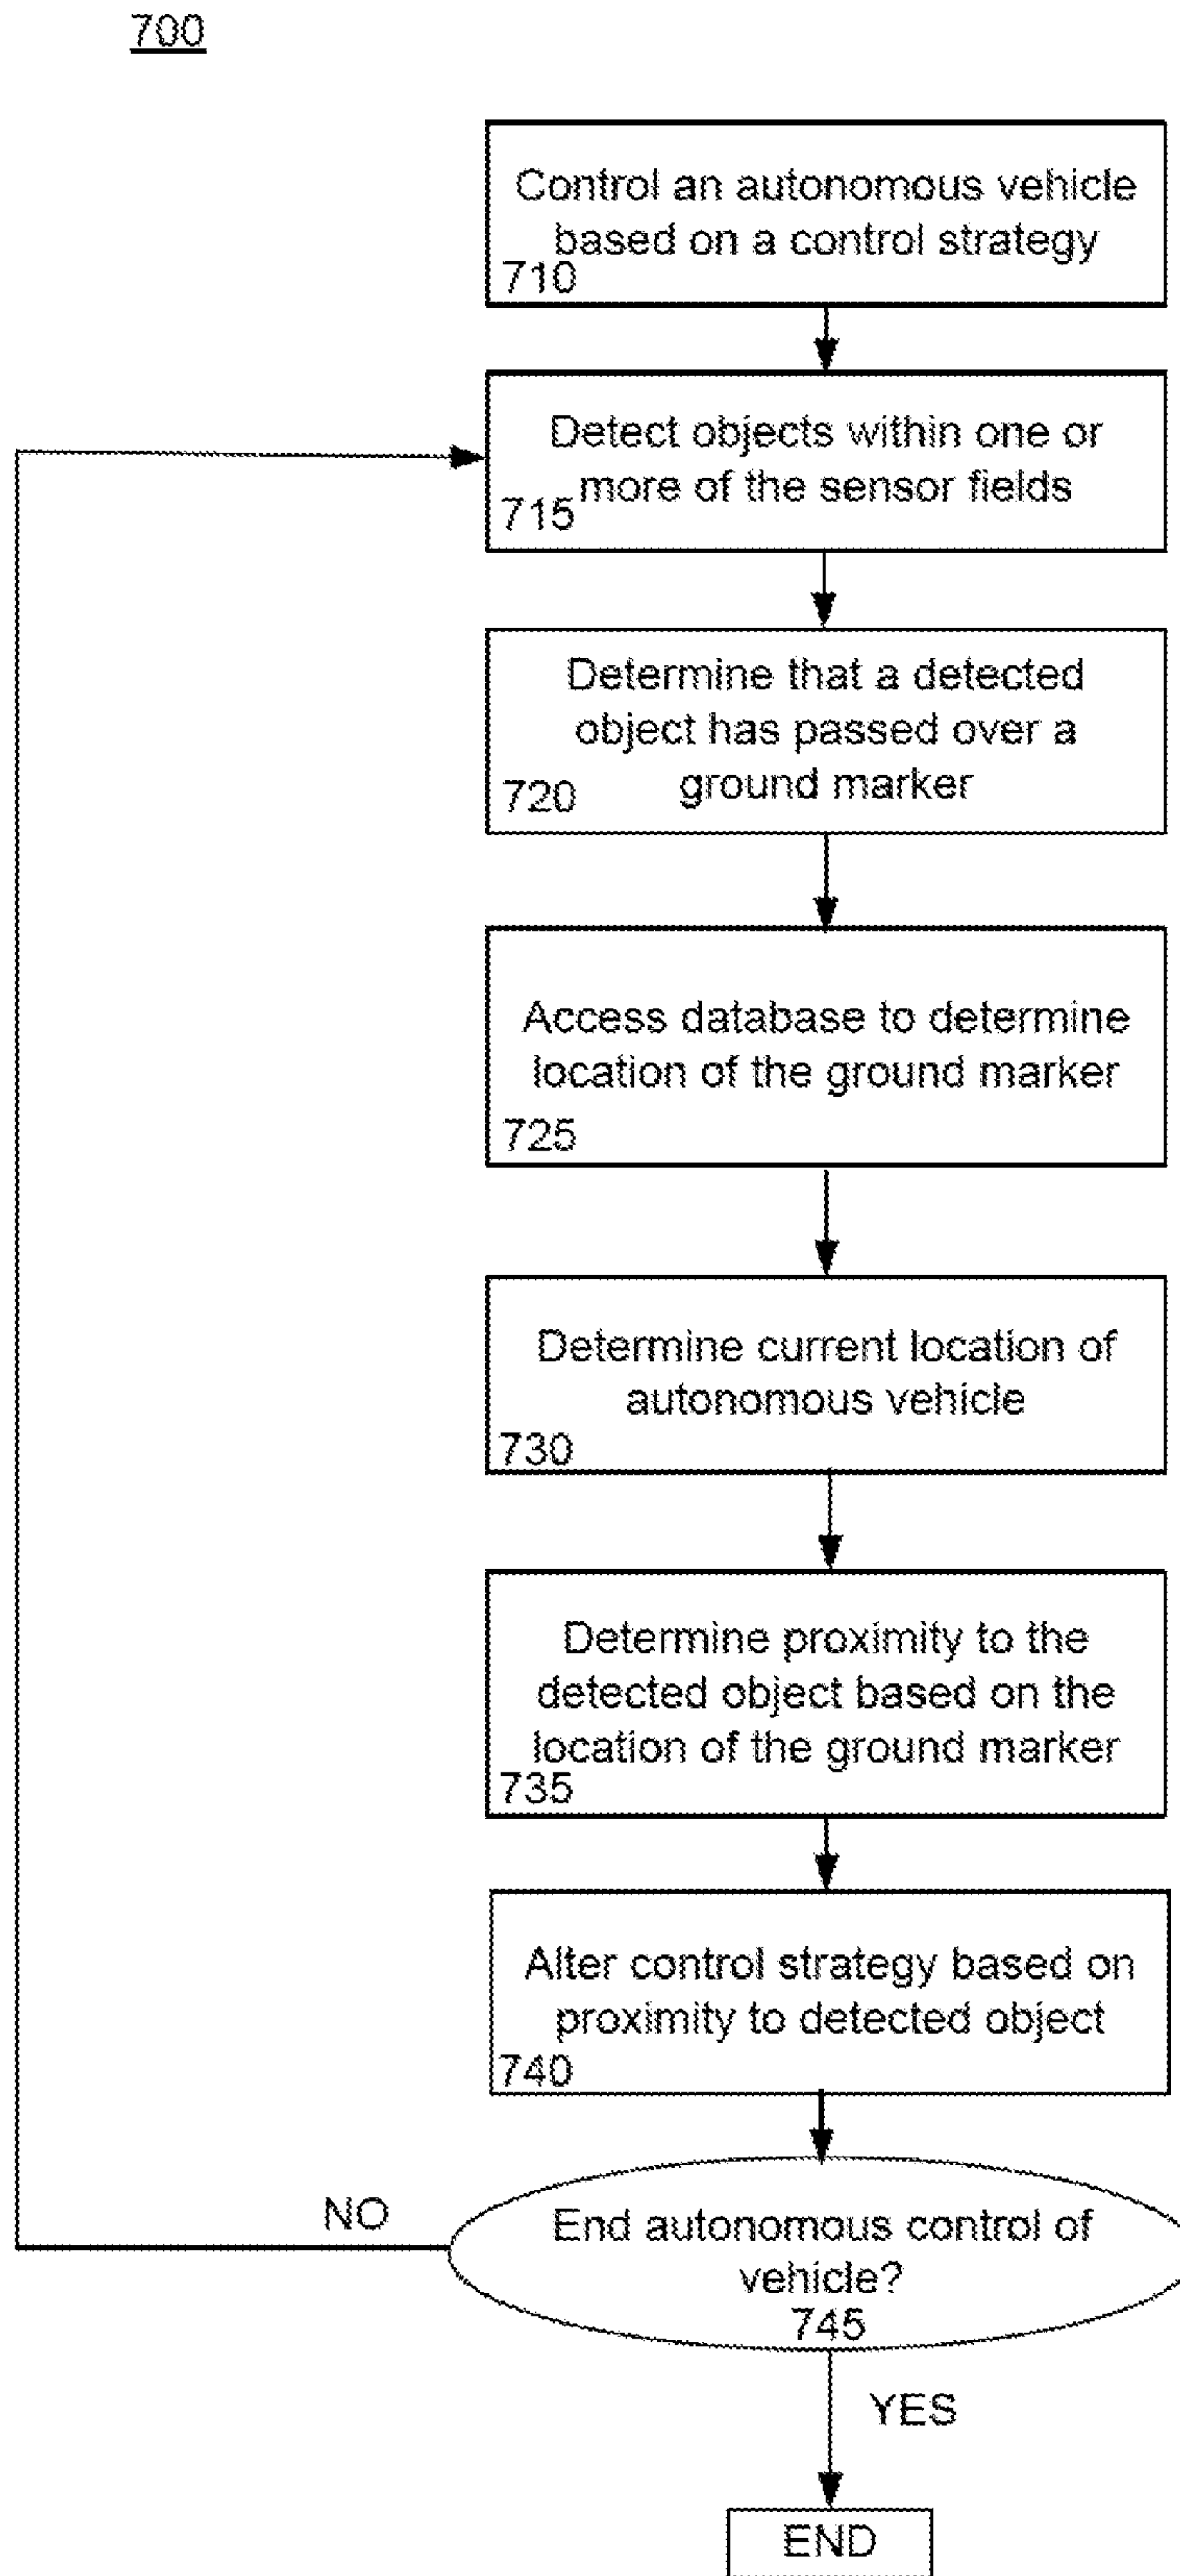 700
Control an autonomous vehicle
based on a control strategy
710
Detect objects within one or
more of the sensor fields
715
Determine that a detected
object has passed over a
ground marker
720
Access database to determine
location of the ground marker
725
Determine current location of
autonomous vehicle
730
Determine proximity to the
detected object based on the
location of the ground marker
735
Alter control strategy based on
proximity to detected object
740
NO
End autonomous control of
vehicle?
745
YES
END